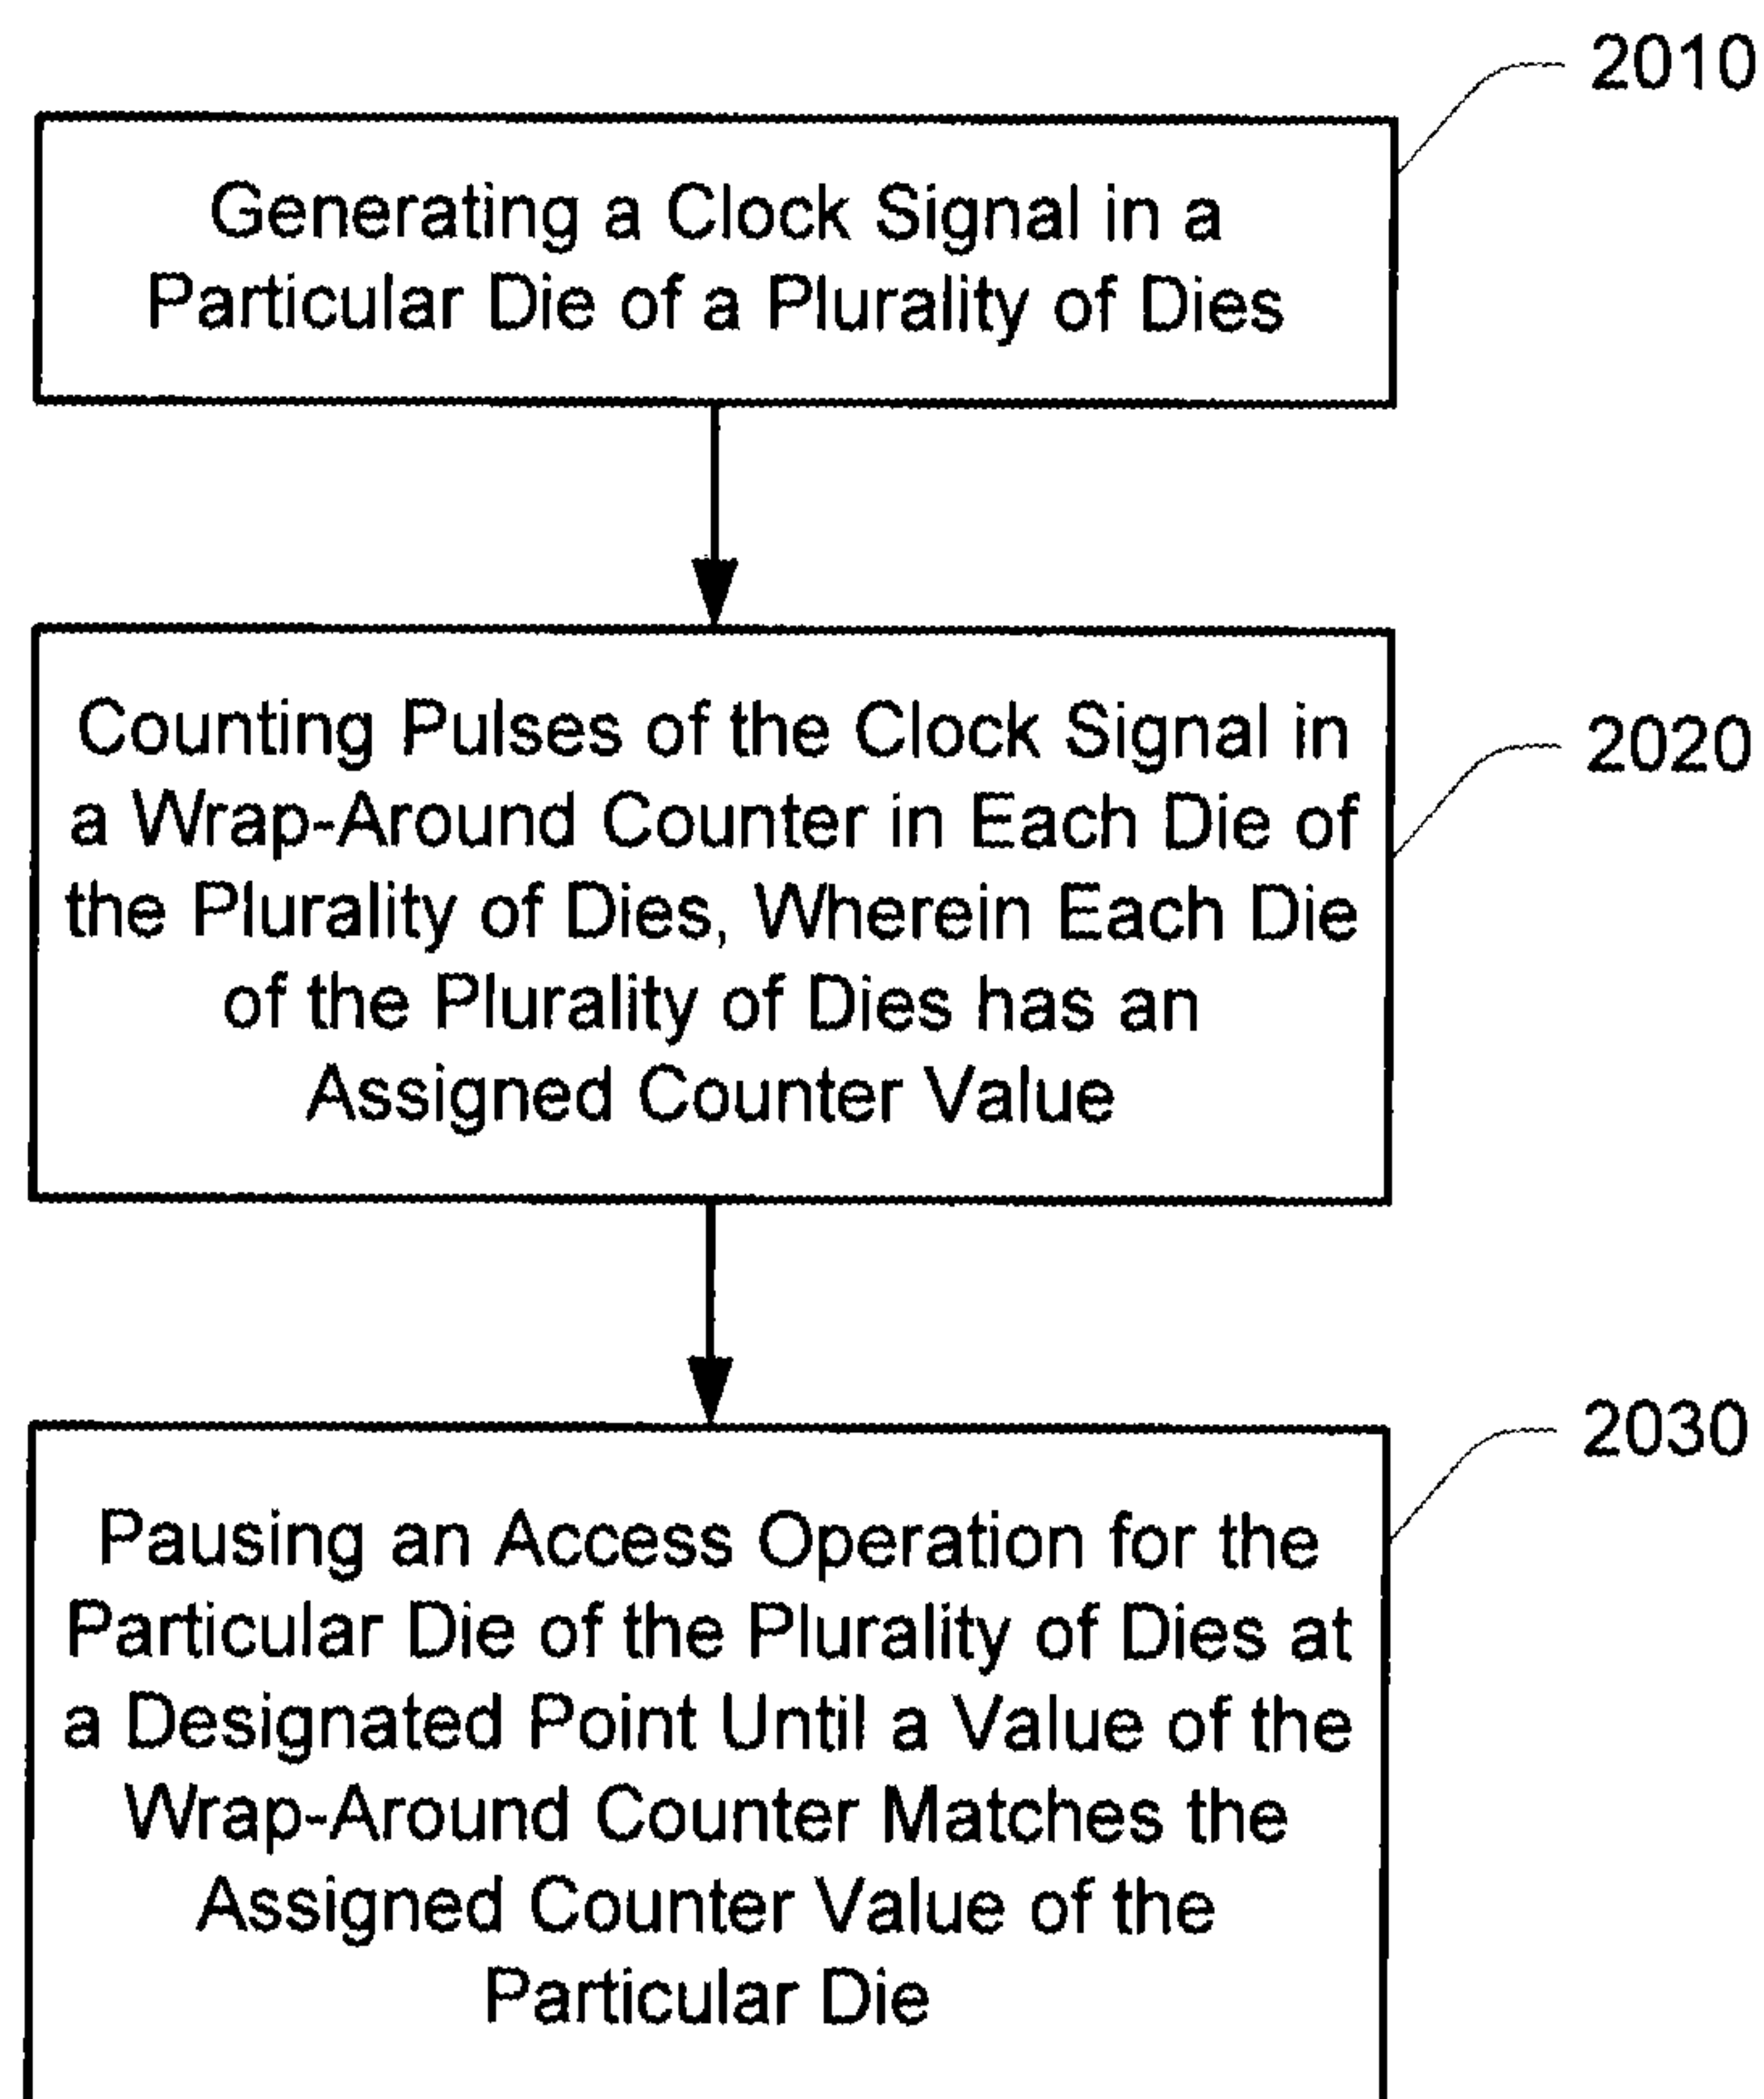 2010
Generating a Clock Signal in a
Particular Die of a Plurality of Dies
Counting Pulses of the Clock Signal in
a Wrap-Around Counter in Each Die of
the Plurality of Dies, Wherein Each Die
of the Plurality of Dies has an
Assigned Counter Value
2020
2030
Pausing an Access Operation for the
Particular Die of the Plurality of Dies at
a Designated Point Until a Value of the
Wrap-Around Counter Matches the
Assigned Counter Value of the
Particular Die